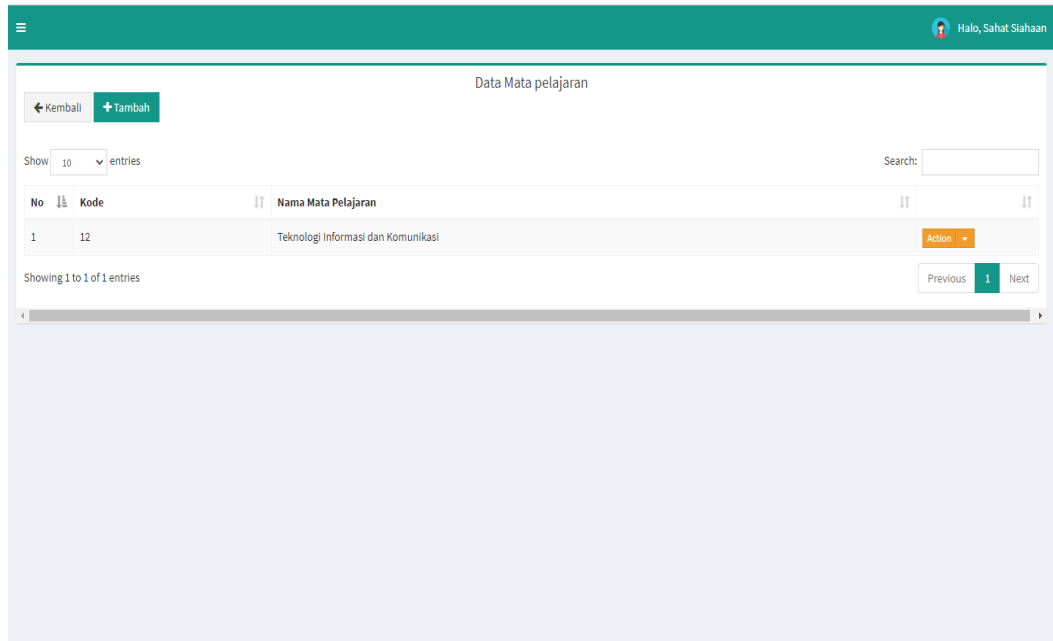 Halo, Sahat Siahaan
Data Mata pelajaran
Kembali Tambah
Show 10 entries Search:
No Kode Nama Mata Pelajaran
1 12 Teknologi Informasi dan Komunikasi Action
Showing 1 to 1 of 1 entries Previous 1 Next